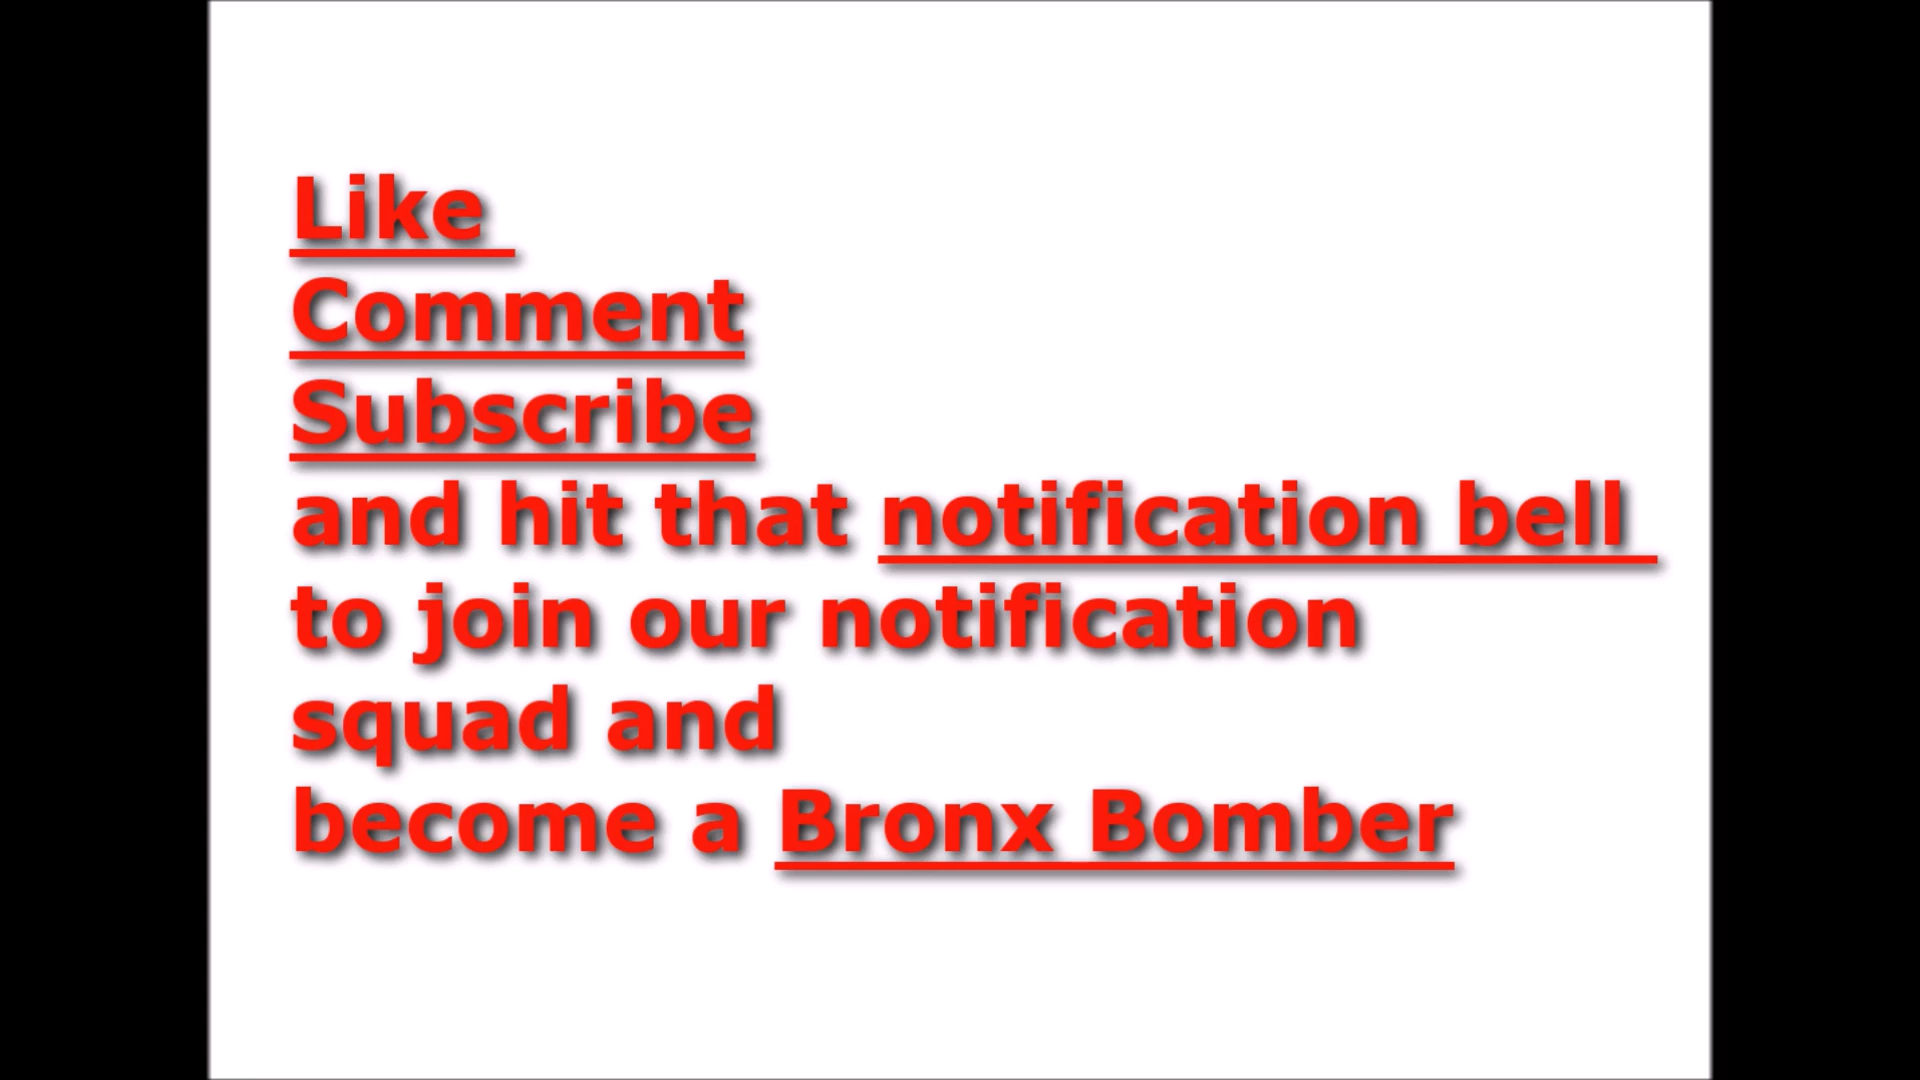 Like
Comment
Subscribe
and hit that notification bell
to join our notification
squad and
become a Bronx Bomber